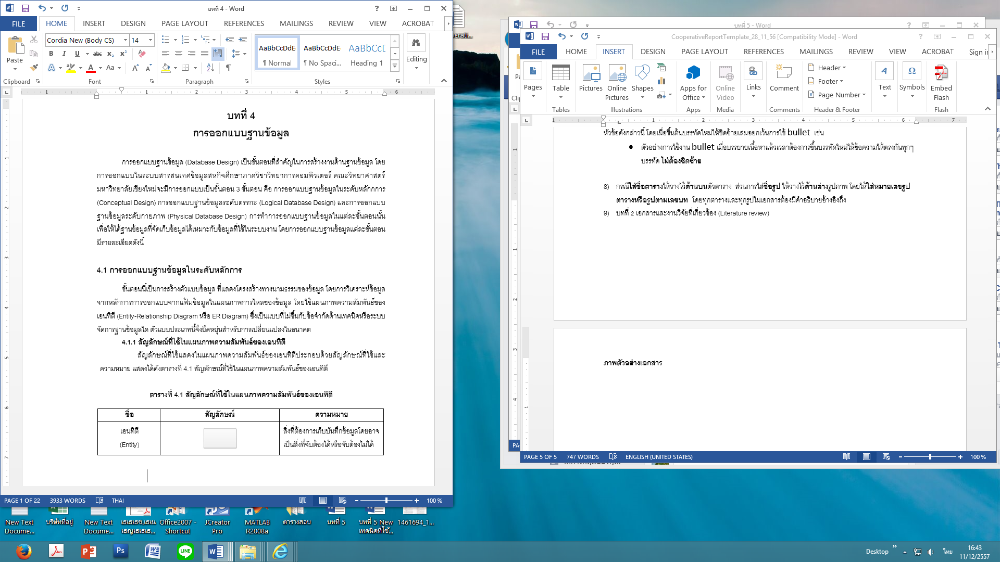 บทที่ 4 - Word
FILE HOME INSERT DESIGN PAGE LAYOUT REFERENCES MAILINGS REVIEW VIEW ACROBAT
Cordia New (Body CS) 14
Paste
AaBbCcDdE AaBbCcDdE AaBbCcD
¶ Normal ¶ No Spaci... Heading 1
Editing
Clipboard Font Paragraph Styles
บทที่ 4
การออกแบบฐานข้อมูล
การออกแบบฐานข้อมูล (Database Design) เป็นขั้นตอนที่สำคัญในการสร้างงานด้านฐานข้อมูล โดย
การออกแบบในระบบสารสนเทศข้อมูลสหกิจศึกษาภาควิชาวิทยาการคอมพิวเตอร์ คณะวิทยาศาสตร์
มหาวิทยาลัยเชียงใหม่จะมีการออกแบบเป็นขั้นตอน 3 ขั้นตอน คือ การออกแบบฐานข้อมูลในระดับหลักการ
(Conceptual Design) การออกแบบฐานข้อมูลระดับตรรกะ (Logical Database Design) และการออกแบบ
ฐานข้อมูลระดับกายภาพ (Physical Database Design) การทำการออกแบบฐานข้อมูลในแต่ละขั้นตอนนั้น
เพื่อให้ได้ฐานข้อมูลที่จัดเก็บข้อมูลได้เหมาะกับข้อมูลที่ใช้ในระบบงาน โดยการออกแบบฐานข้อมูลแต่ละขั้นตอน
มีรายละเอียดดังนี้
4.1 การออกแบบฐานข้อมูลในระดับหลักการ
ขั้นตอนนี้เป็นการสร้างตัวแบบข้อมูล ที่แสดงโครงสร้างทางนามธรรมของข้อมูล โดยการวิเคราะห์ข้อมูล
จากหลักการการออกแบบจากแฟ้มข้อมูลในแผนภาพการไหลของข้อมูล โดยใช้แผนภาพความสัมพันธ์ของ
เอนทิตี (Entity-Relationship Diagram หรือ ER Diagram) ซึ่งเป็นแบบที่ไม่ขึ้นกับข้อจำกัดด้านเทคนิคหรือระบบ
จัดการฐานข้อมูลใด ตัวแบบประเภทนี้จึงยืดหยุ่นสำหรับการเปลี่ยนแปลงในอนาคต
4.1.1 สัญลักษณ์ที่ใช้ในแผนภาพความสัมพันธ์ของเอนทิตี
สัญลักษณ์ที่ใช้แสดงในแผนภาพความสัมพันธ์ของเอนทิตีประกอบด้วยสัญลักษณ์ที่ใช้และ
ความหมาย แสดงได้ดังตารางที่ 4.1 สัญลักษณ์ที่ใช้ในแผนภาพความสัมพันธ์ของเอนทิตี
ตารางที่ 4.1 สัญลักษณ์ที่ใช้ในแผนภาพความสัมพันธ์ของเอนทิตี
ชื่อ สัญลักษณ์ ความหมาย
เอนทิตี
(Entity)
สิ่งที่ต้องการเก็บบันทึกข้อมูลโดยอาจ
เป็นสิ่งที่จับต้องได้หรือจับต้องไม่ได้
PAGE 1 OF 22 3933 WORDS THAI 100 %
บทที่ 5 - Word
CooperativeReportTemplate_28_11_56 [Compatibility Mode] - Word
FILE HOME INSERT DESIGN PAGE LAYOUT REFERENCES MAILINGS REVIEW VIEW ACROBAT Sign in
Pages Table Pictures Online Pictures Shapes Apps for Office Online Video Links Comment Header Footer Page Number Text Symbols Embed Flash
Tables Illustrations Apps Media Comments Header & Footer Flash
หัวข้อดังกล่าวนี้ โดยเมื่อขึ้นต้นบรรทัดใหม่ให้ชิดซ้ายเสมอยกเว้นการใช้ bullet เช่น
● ตัวอย่างการใช้งาน bullet เมื่อบรรยายเนื้อหาแล้วเวลาต้องการขึ้นบรรทัดใหม่ให้ข้อความให้ตรงกันทุกๆ
บรรทัด ไม่ต้องชิดซ้าย
8) กรณีใส่ชื่อตารางให้วางไว้ด้านบนตัวตาราง ส่วนการใส่ชื่อรูป ให้วางไว้ด้านล่างรูปภาพ โดยให้ใส่หมายเลขรูป
ตารางหรือรูปตามเลขบท โดยทุกตารางและทุกรูปในเอกสารต้องมีคำอธิบายอ้างอิงถึง
9) บทที่ 2 เอกสารและงานวิจัยที่เกี่ยวข้อง (Literature review)
ภาพตัวอย่างเอกสาร
PAGE 5 OF 5 747 WORDS ENGLISH (UNITED STATES) 100 %
New Text Docume...
บริษัทที่อยู่
New Text Docume...
Office2007 - Shortcut
JCreator Pro
MATLAB R2008a
ตารางสอบ
บทที่ 5
บทที่ 5 New เทคนิคที่ใช้...
1461694_1...
Desktop ไทย 16:43
11/12/2557